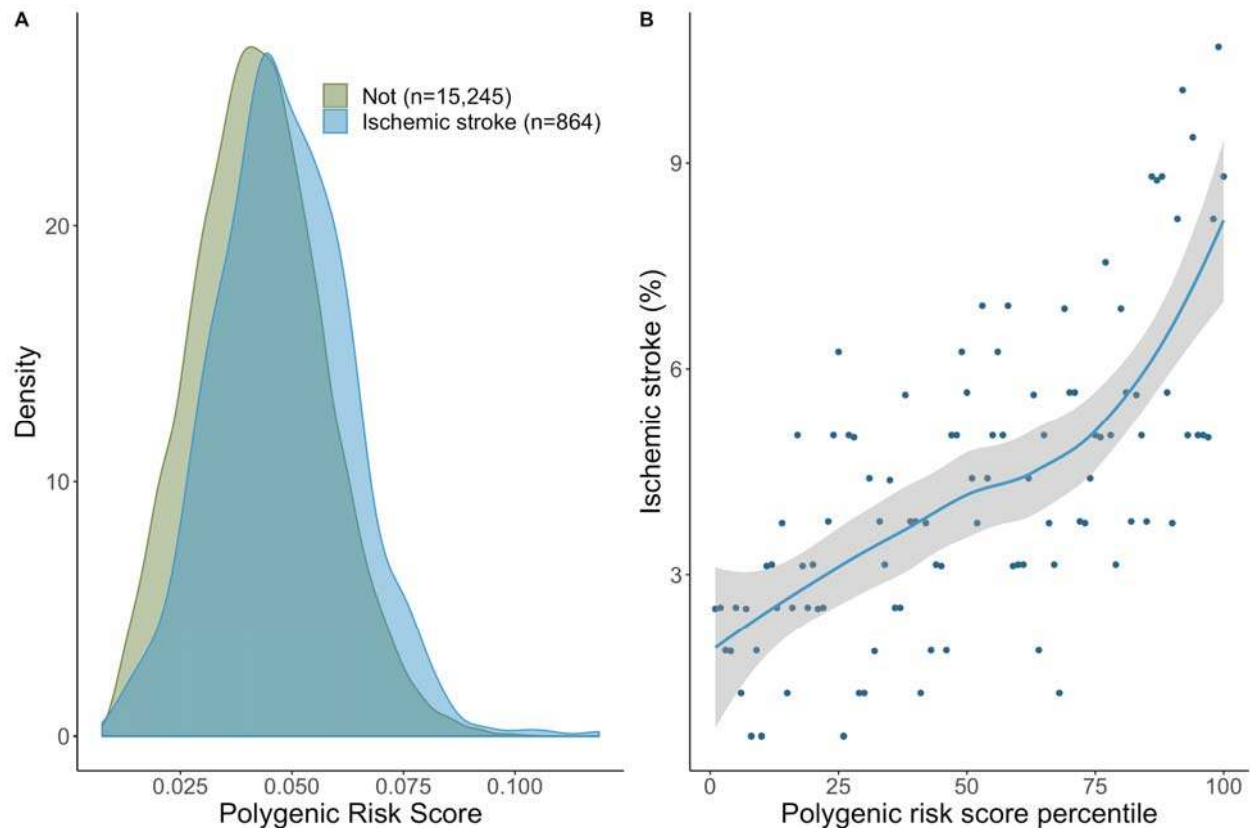 A
Not (n=15,245)
Ischemic stroke (n=864)
Density
20
10
0
0.025
0.050
0.075
0.100
Polygenic Risk Score
B
Ischemic stroke (%)
9
6
3
0
25
50
75
100
Polygenic risk score percentile